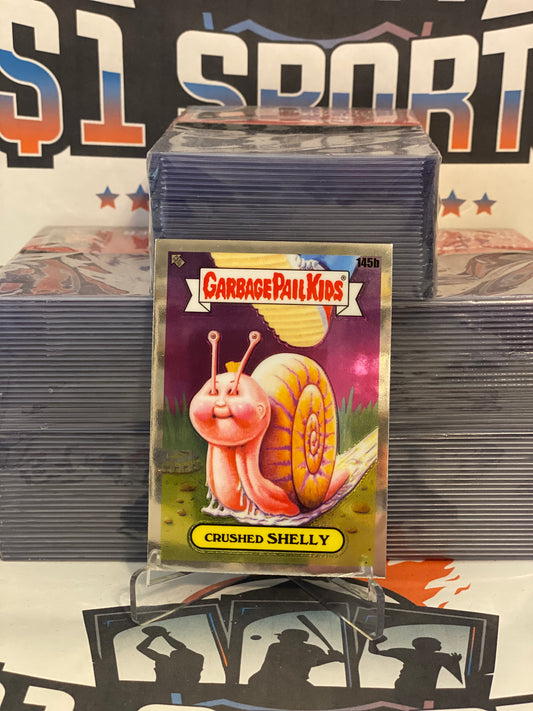 $1 SPORT
145b
GARBAGE PAIL KIDS®
CRUSHED SHELLY